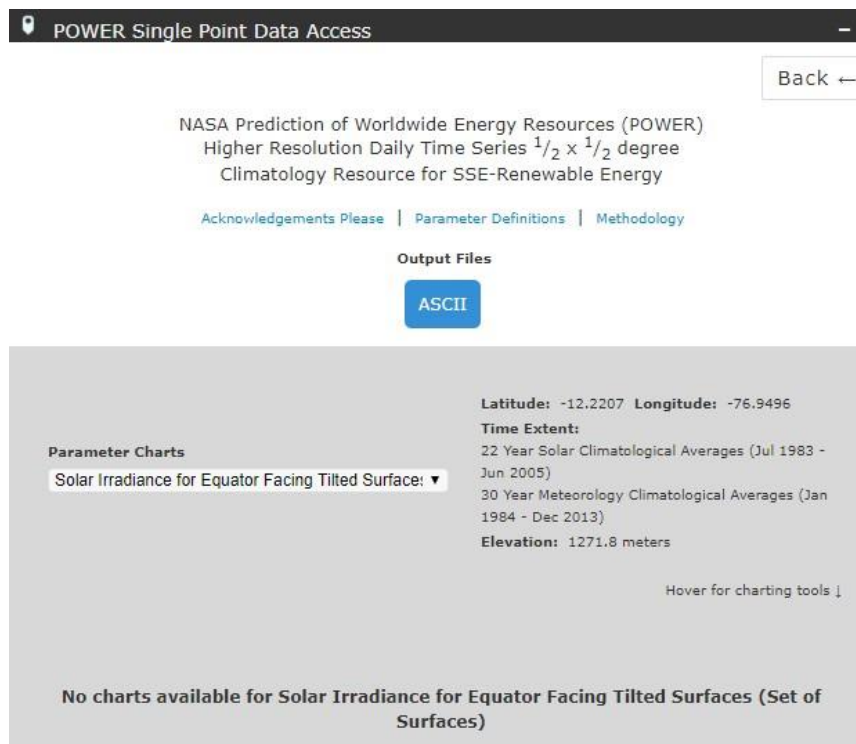 POWER Single Point Data Access
Back ←
NASA Prediction of Worldwide Energy Resources (POWER)
Higher Resolution Daily Time Series 1/2 x 1/2 degree
Climatology Resource for SSE-Renewable Energy
Acknowledgements Please | Parameter Definitions | Methodology
Output Files
ASCII
Parameter Charts
Solar Irradiance for Equator Facing Tilted Surface:
Latitude: -12.2207 Longitude: -76.9496
Time Extent:
22 Year Solar Climatological Averages (Jul 1983 -
Jun 2005)
30 Year Meteorology Climatological Averages (Jan
1984 - Dec 2013)
Elevation: 1271.8 meters
Hover for charting tools ↓
No charts available for Solar Irradiance for Equator Facing Tilted Surfaces (Set of
Surfaces)